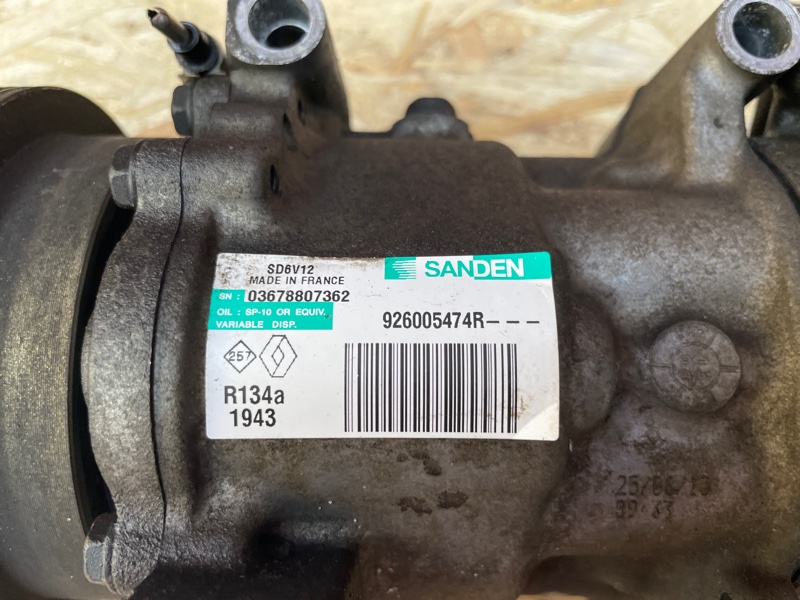 SD6V12
MADE IN FRANCE
SANDEN
SN : 03678807362
OIL : SP-10 OR EQUIV.
VARIABLE DISP.
926005474R---
257
R134a
1943